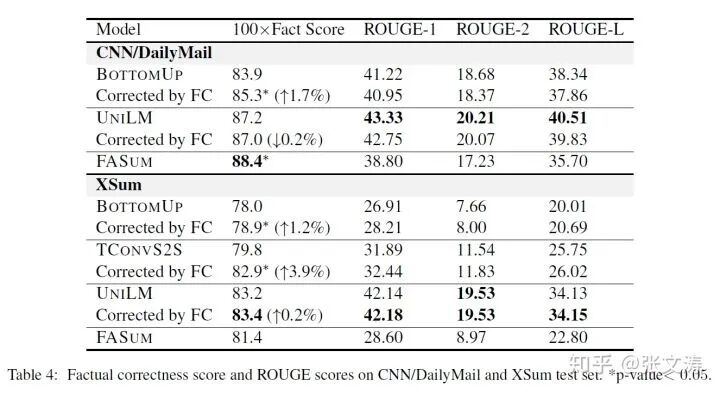 Model 100×Fact Score ROUGE-1 ROUGE-2 ROUGE-L
CNN/DailyMail
BOTTOMUP 83.9 41.22 18.68 38.34
Corrected by FC 85.3* (↑1.7%) 40.95 18.37 37.86
UNILM 87.2 43.33 20.21 40.51
Corrected by FC 87.0 (↓0.2%) 42.75 20.07 39.83
FASUM 88.4* 38.80 17.23 35.70
XSum
BOTTOMUP 78.0 26.91 7.66 20.01
Corrected by FC 78.9* (↑1.2%) 28.21 8.00 20.69
TCONVS2S 79.8 31.89 11.54 25.75
Corrected by FC 82.9* (↑3.9%) 32.44 11.83 26.02
UNILM 83.2 42.14 19.53 34.13
Corrected by FC 83.4 (↑0.2%) 42.18 19.53 34.15
FASUM 81.4 28.60 8.97 22.80
知乎 @张文涛
Table 4: Factual correctness score and ROUGE scores on CNN/DailyMail and XSum test set. *p-value< 0.05.